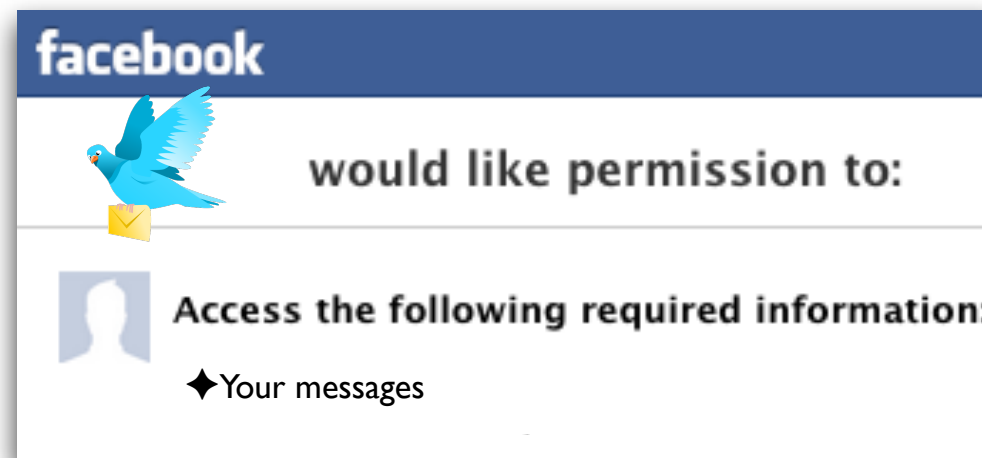 facebook
would like permission to:
Access the following required information:
✦Your messages